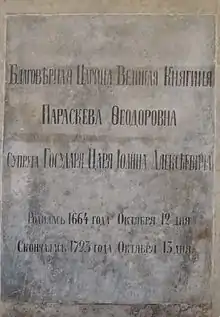 Благовѣрная Царица Великая Княгиня
Параскева Ѳеодоровна
Супруга Государя Царя Іоанна Алексѣевича
Родилась 1664 года Октября 12 дня
Скончалась 1723 года Октября 13 дня